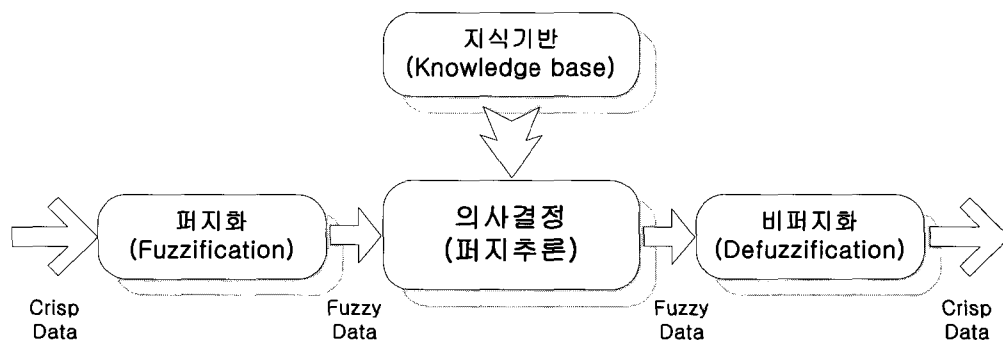 지식기반
(Knowledge base)
퍼지화
(Fuzzification)
의사결정
(퍼지추론)
비퍼지화
(Defuzzification)
Crisp
Data
Fuzzy
Data
Fuzzy
Data
Crisp
Data